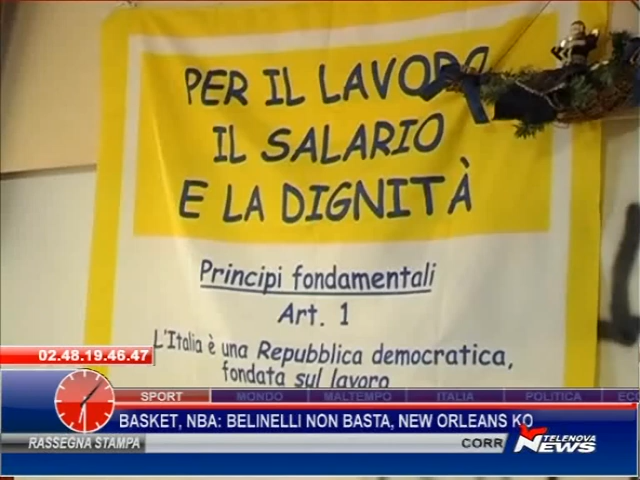 PER IL LAVORO
IL SALARIO
E LA DIGNITÀ
Principi fondamentali
Art. 1
L'Italia è una Repubblica democratica,
fondata sul lavoro
02.48.19.46.47
SPORT MONDO MALTEMPO ITALIA POLITICA ECO
BASKET, NBA: BELINELLI NON BASTA, NEW ORLEANS KO
RASSEGNA STAMPA CORR
TELENOVA
NEWS